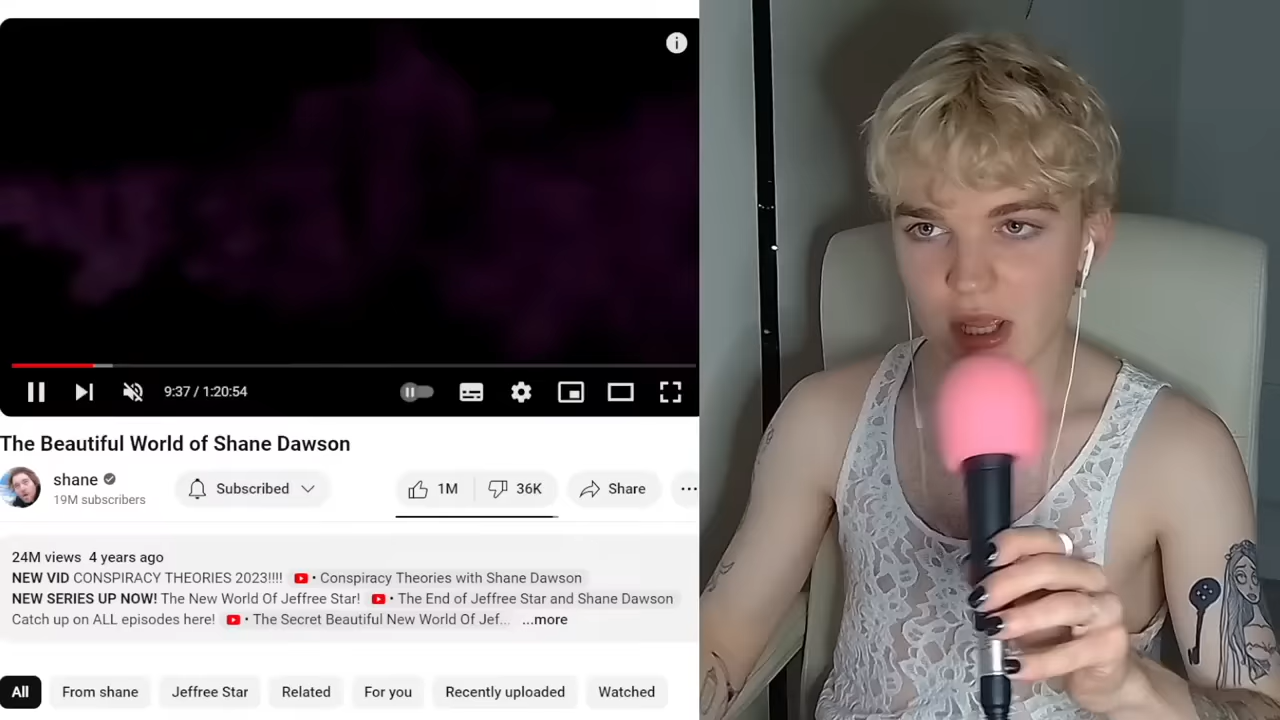 9:37 / 1:20:54
The Beautiful World of Shane Dawson
shane
19M subscribers
Subscribed
1M
36K
Share
24M views 4 years ago
NEW VID CONSPIRACY THEORIES 2023!!!! • Conspiracy Theories with Shane Dawson
NEW SERIES UP NOW! The New World Of Jeffree Star! • The End of Jeffree Star and Shane Dawson
Catch up on ALL episodes here! • The Secret Beautiful New World Of Jef... ...more
All From shane Jeffree Star Related For you Recently uploaded Watched